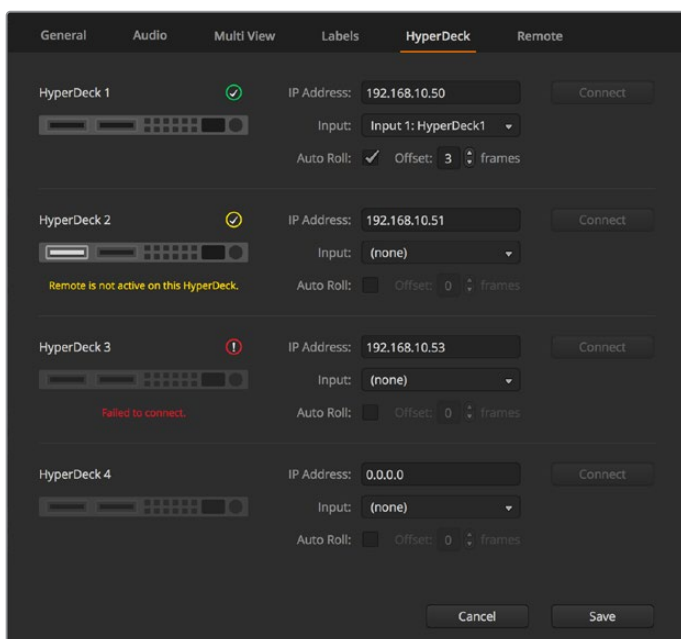 General Audio Multi View Labels HyperDeck Remote
HyperDeck 1 IP Address: 192.168.10.50 Connect
Input: Input 1: HyperDeck1
Auto Roll: Offset: 3 frames
HyperDeck 2 IP Address: 192.168.10.51 Connect
Input: (none)
Remote is not active on this HyperDeck. Auto Roll: Offset: 0 frames
HyperDeck 3 IP Address: 192.168.10.53 Connect
Input: (none)
Failed to connect. Auto Roll: Offset: 0 frames
HyperDeck 4 IP Address: 0.0.0.0 Connect
Input: (none)
Auto Roll: Offset: 0 frames
Cancel Save